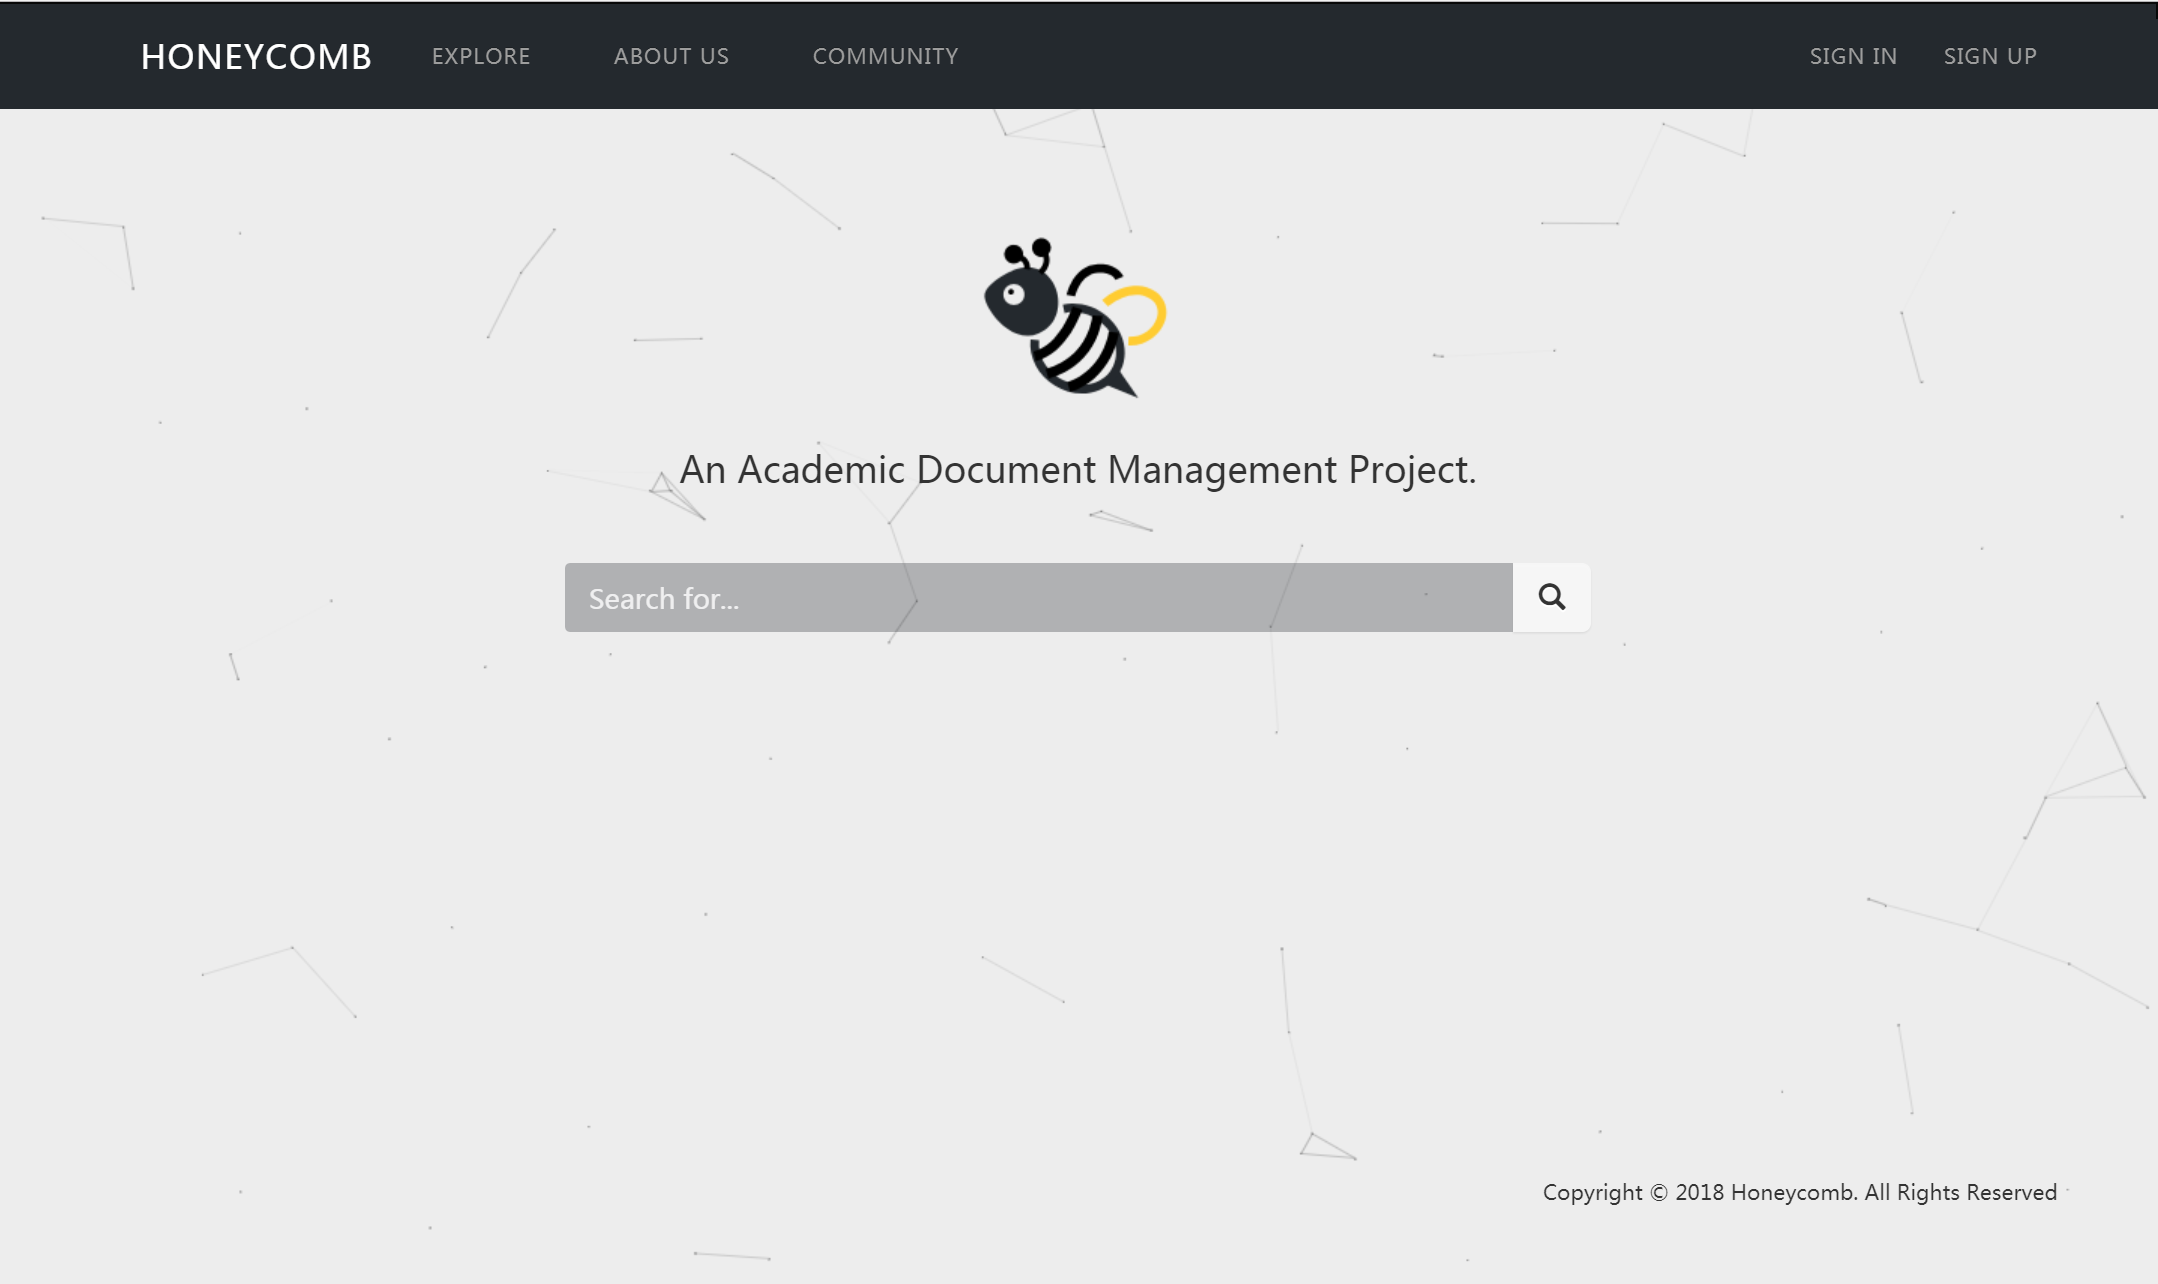 HONEYCOMB EXPLORE ABOUT US COMMUNITY SIGN IN SIGN UP
An Academic Document Management Project.
Search for...
Copyright © 2018 Honeycomb. All Rights Reserved